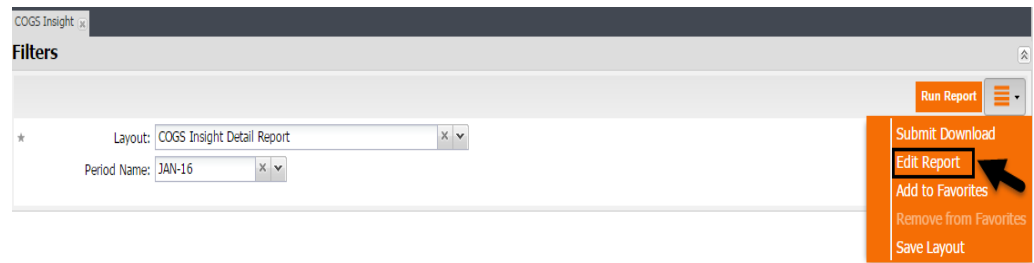 COGS Insight
Filters
Run Report
* Layout: COGS Insight Detail Report
Period Name: JAN-16
Submit Download
Edit Report
Add to Favorites
Remove from Favorites
Save Layout